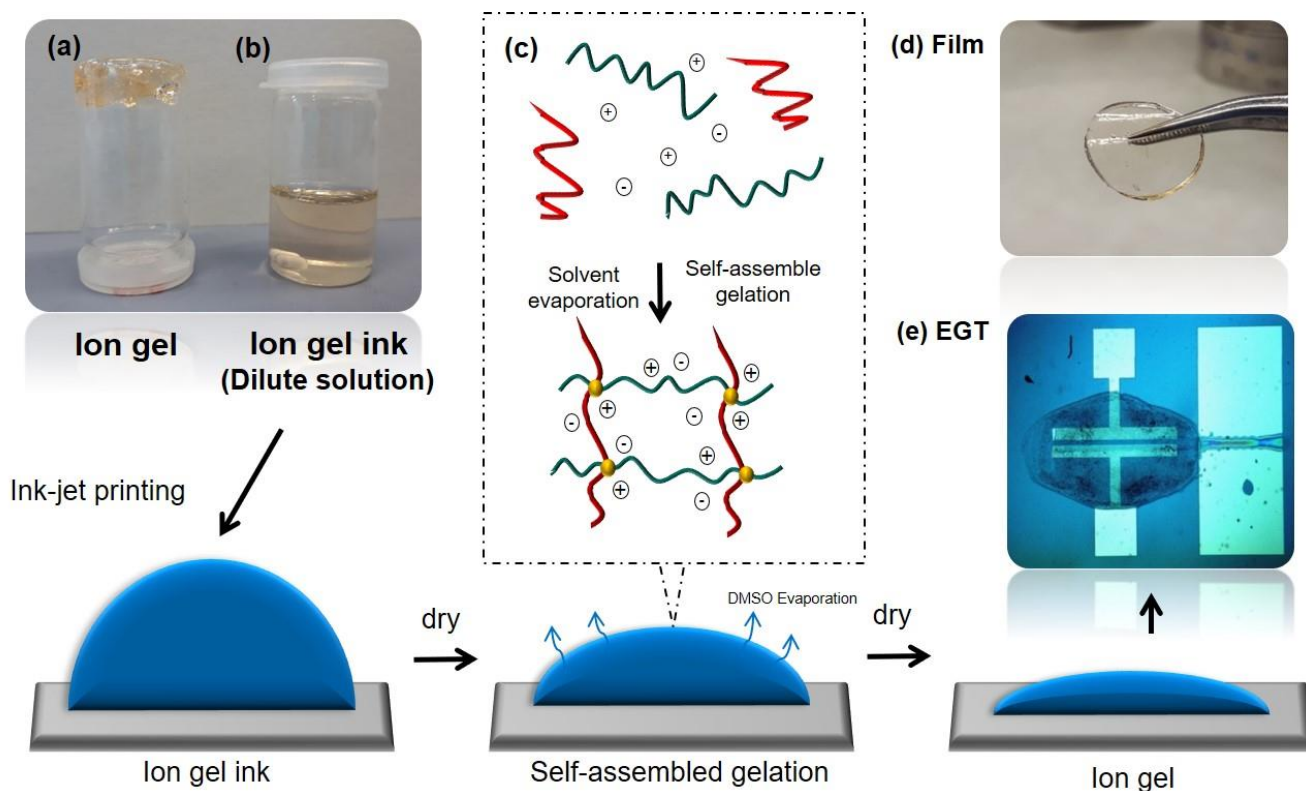 (a)
(b)
Ion gel
Ion gel ink
(Dilute solution)
Ink-jet printing
(c)
+
+
-
+
-
Solvent
evaporation
Self-assemble
gelation
+
-
+
-
+
-
+
-
+
+
-
(d) Film
(e) EGT
dry
DMSO Evaporation
dry
Ion gel ink
Self-assembled gelation
Ion gel